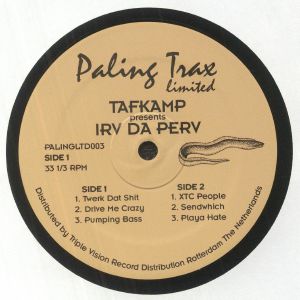 Paling Trax
limited
TAFKAMP
presents
IRV DA PERV
PALINGLTD003
SIDE 1
33 1/3 RPM
SIDE 1
1. Twerk Dat Shit
2. Drive Me Crazy
3. Pumping Bass
SIDE 2
1. XTC People
2. Sendwhich
3. Playa Hate
Distributed by Triple Vision Record Distribution Rotterdam The Netherlands